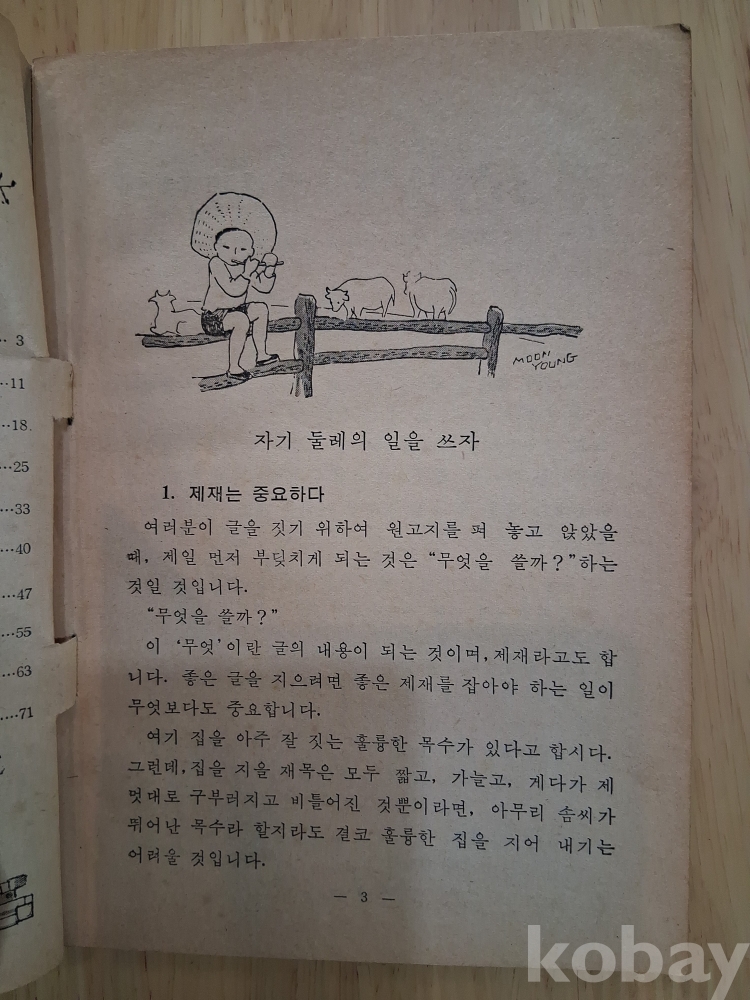 3
11
18
25
33
40
47
55
63
71
MOON
YOUNG
자기 둘레의 일을 쓰자
1. 제재는 중요하다
여러분이 글을 짓기 위하여 원고지를 펴 놓고 앉았을
때, 제일 먼저 부딪치게 되는 것은 “무엇을 쓸까?”하는
것일 것입니다.
“무엇을 쓸까?”
이 ‘무엇’이란 글의 내용이 되는 것이며, 제재라고도 합
니다. 좋은 글을 지으려면 좋은 제재를 잡아야 하는 일이
무엇보다도 중요합니다.
여기 집을 아주 잘 짓는 훌륭한 목수가 있다고 합시다.
그런데, 집을 지을 재목은 모두 짧고, 가늘고, 게다가 제
멋대로 구부러지고 비틀어진 것뿐이라면, 아무리 솜씨가
뛰어난 목수라 할지라도 결코 훌륭한 집을 지어 내기는
어려울 것입니다.
— 3 —
kobay